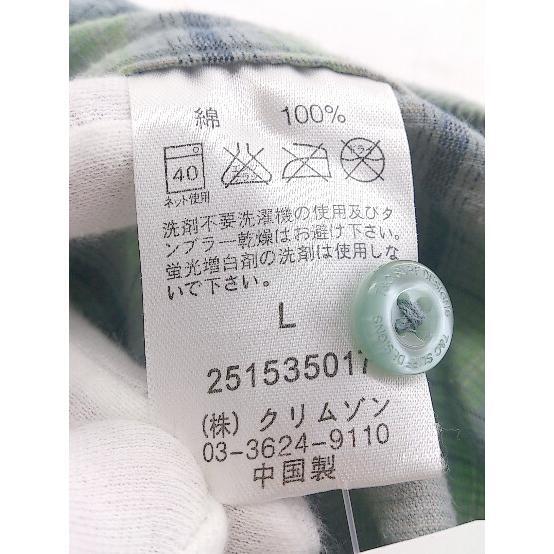 綿 100%
40
ネット使用
洗剤不要洗濯機の使用及びタ
ンブラー乾燥はお避け下さい。
蛍光増白剤の洗剤は使用しな
いで下さい。
L
251535017
(株) クリムゾン
03-3624-9110
中国製
T&C SURF DESIGNS